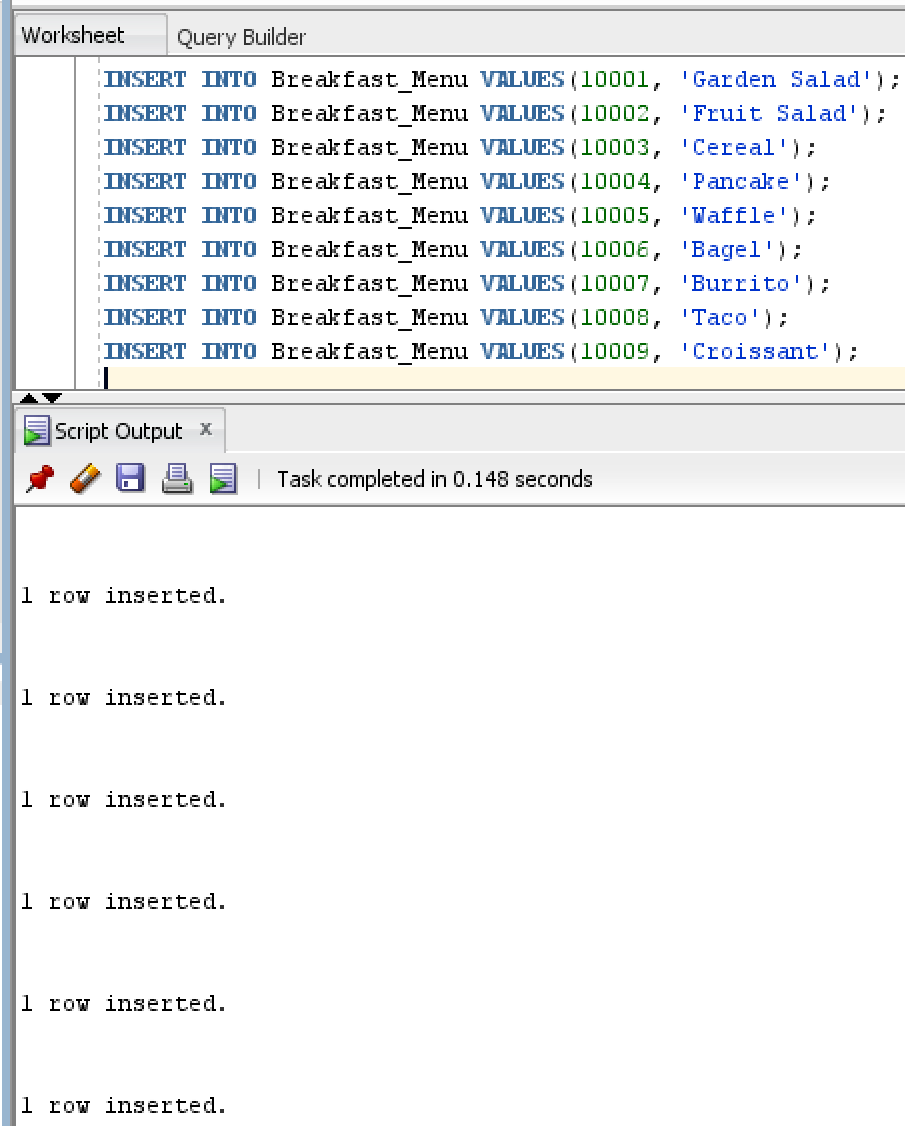 Worksheet Query Builder
INSERT INTO Breakfast_Menu VALUES(10001, 'Garden Salad');
INSERT INTO Breakfast_Menu VALUES(10002, 'Fruit Salad');
INSERT INTO Breakfast_Menu VALUES(10003, 'Cereal');
INSERT INTO Breakfast_Menu VALUES(10004, 'Pancake');
INSERT INTO Breakfast_Menu VALUES(10005, 'Waffle');
INSERT INTO Breakfast_Menu VALUES(10006, 'Bagel');
INSERT INTO Breakfast_Menu VALUES(10007, 'Burrito');
INSERT INTO Breakfast_Menu VALUES(10008, 'Taco');
INSERT INTO Breakfast_Menu VALUES(10009, 'Croissant');
Script Output x
Task completed in 0.148 seconds
1 row inserted.
1 row inserted.
1 row inserted.
1 row inserted.
1 row inserted.
1 row inserted.